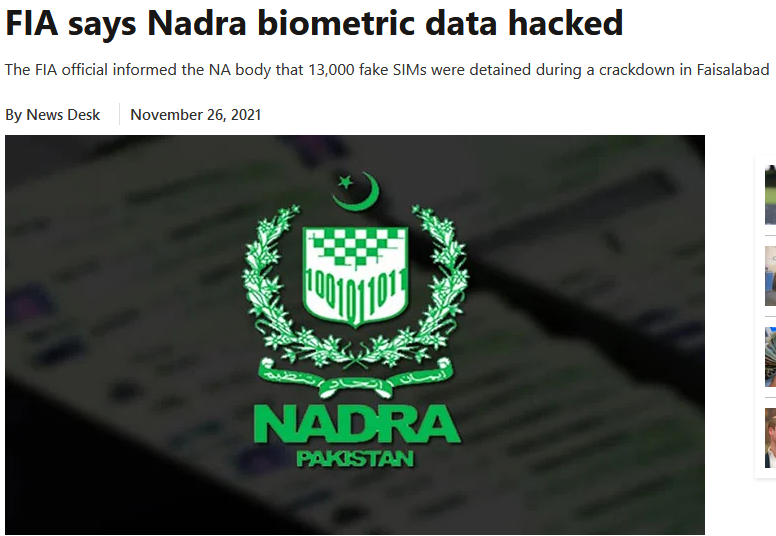 FIA says Nadra biometric data hacked
The FIA official informed the NA body that 13,000 fake SIMs were detained during a crackdown in Faisalabad
By News Desk
November 26, 2021
1001011011
NADRA
PAKISTAN